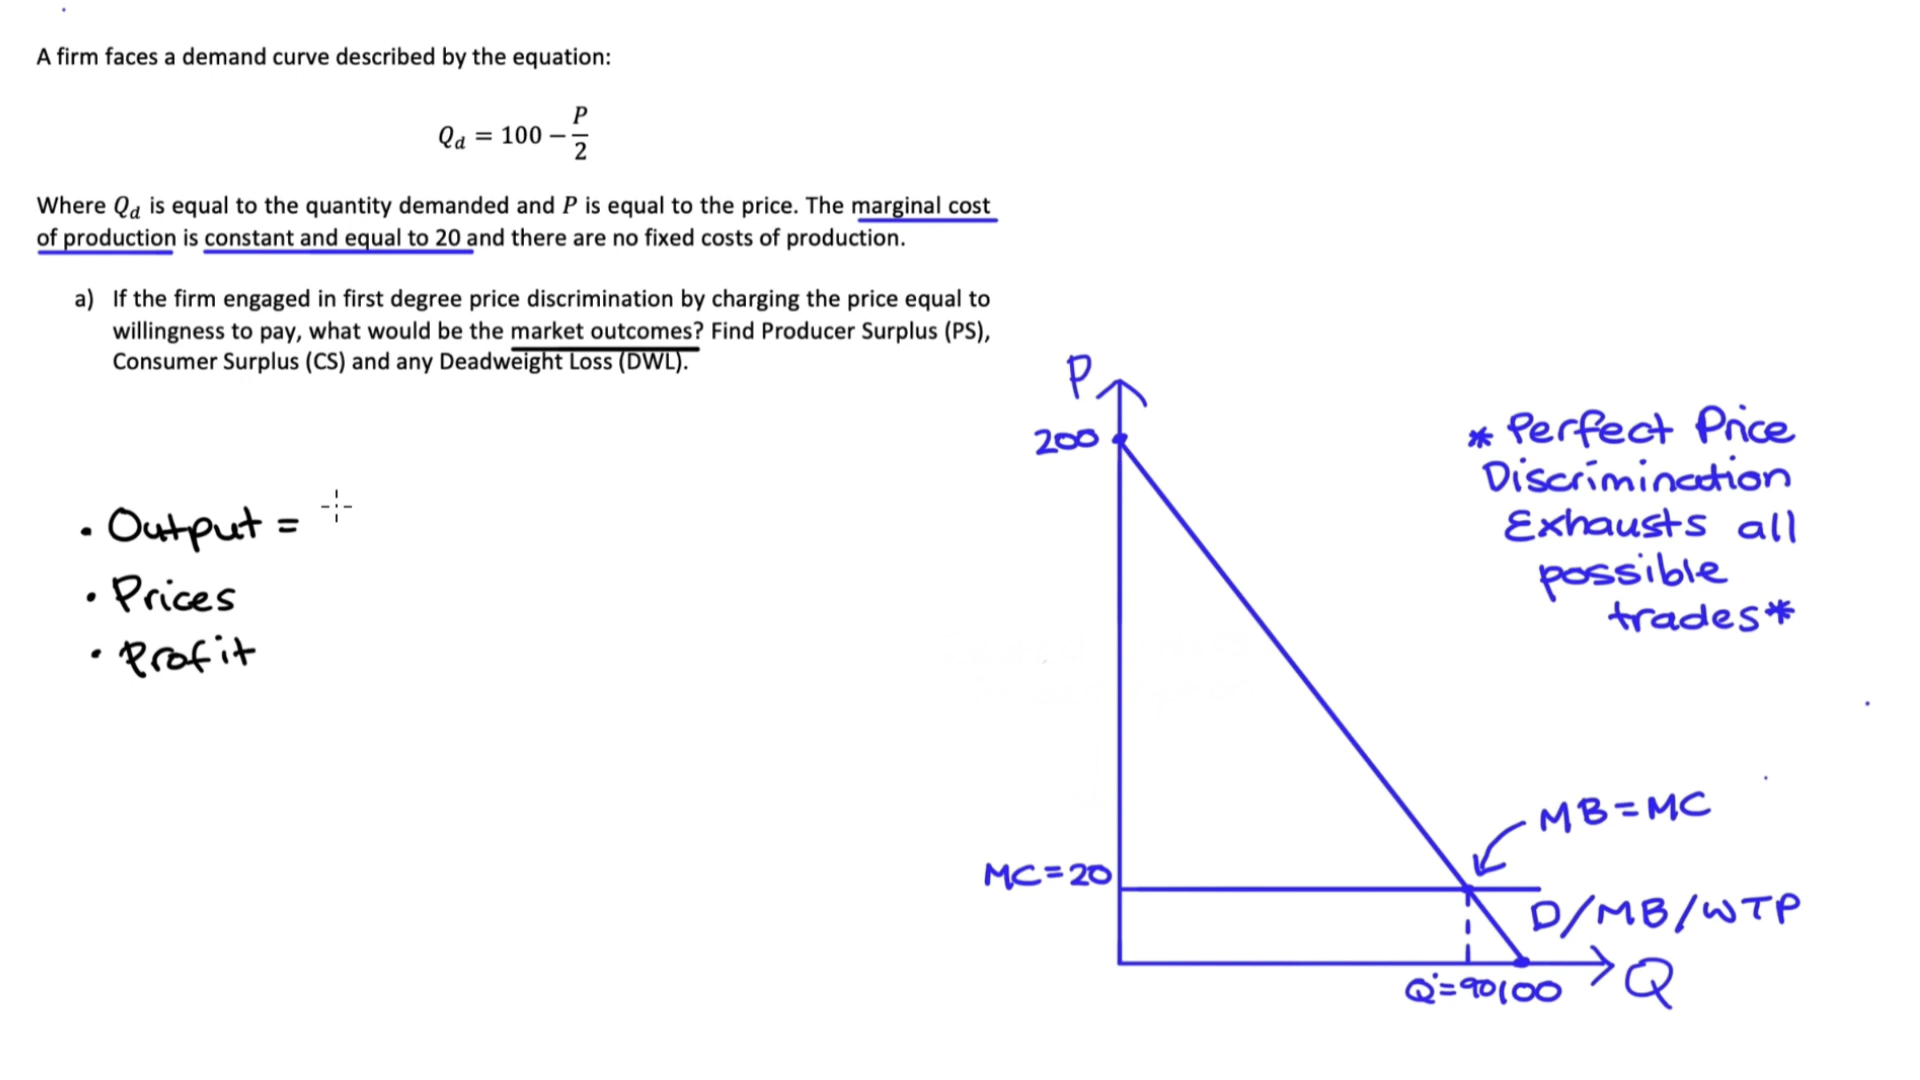 A firm faces a demand curve described by the equation:
Qd = 100 − P/2
Where Qd is equal to the quantity demanded and P is equal to the price. The marginal cost
of production is constant and equal to 20 and there are no fixed costs of production.
a) If the firm engaged in first degree price discrimination by charging the price equal to
willingness to pay, what would be the market outcomes? Find Producer Surplus (PS),
Consumer Surplus (CS) and any Deadweight Loss (DWL).
• Output =
• Prices
• Profit
P
200
* Perfect Price
Discrimination
Exhausts all
possible
trades*
MB=MC
MC=20
D/MB/WTP
Q*=90
100
Q